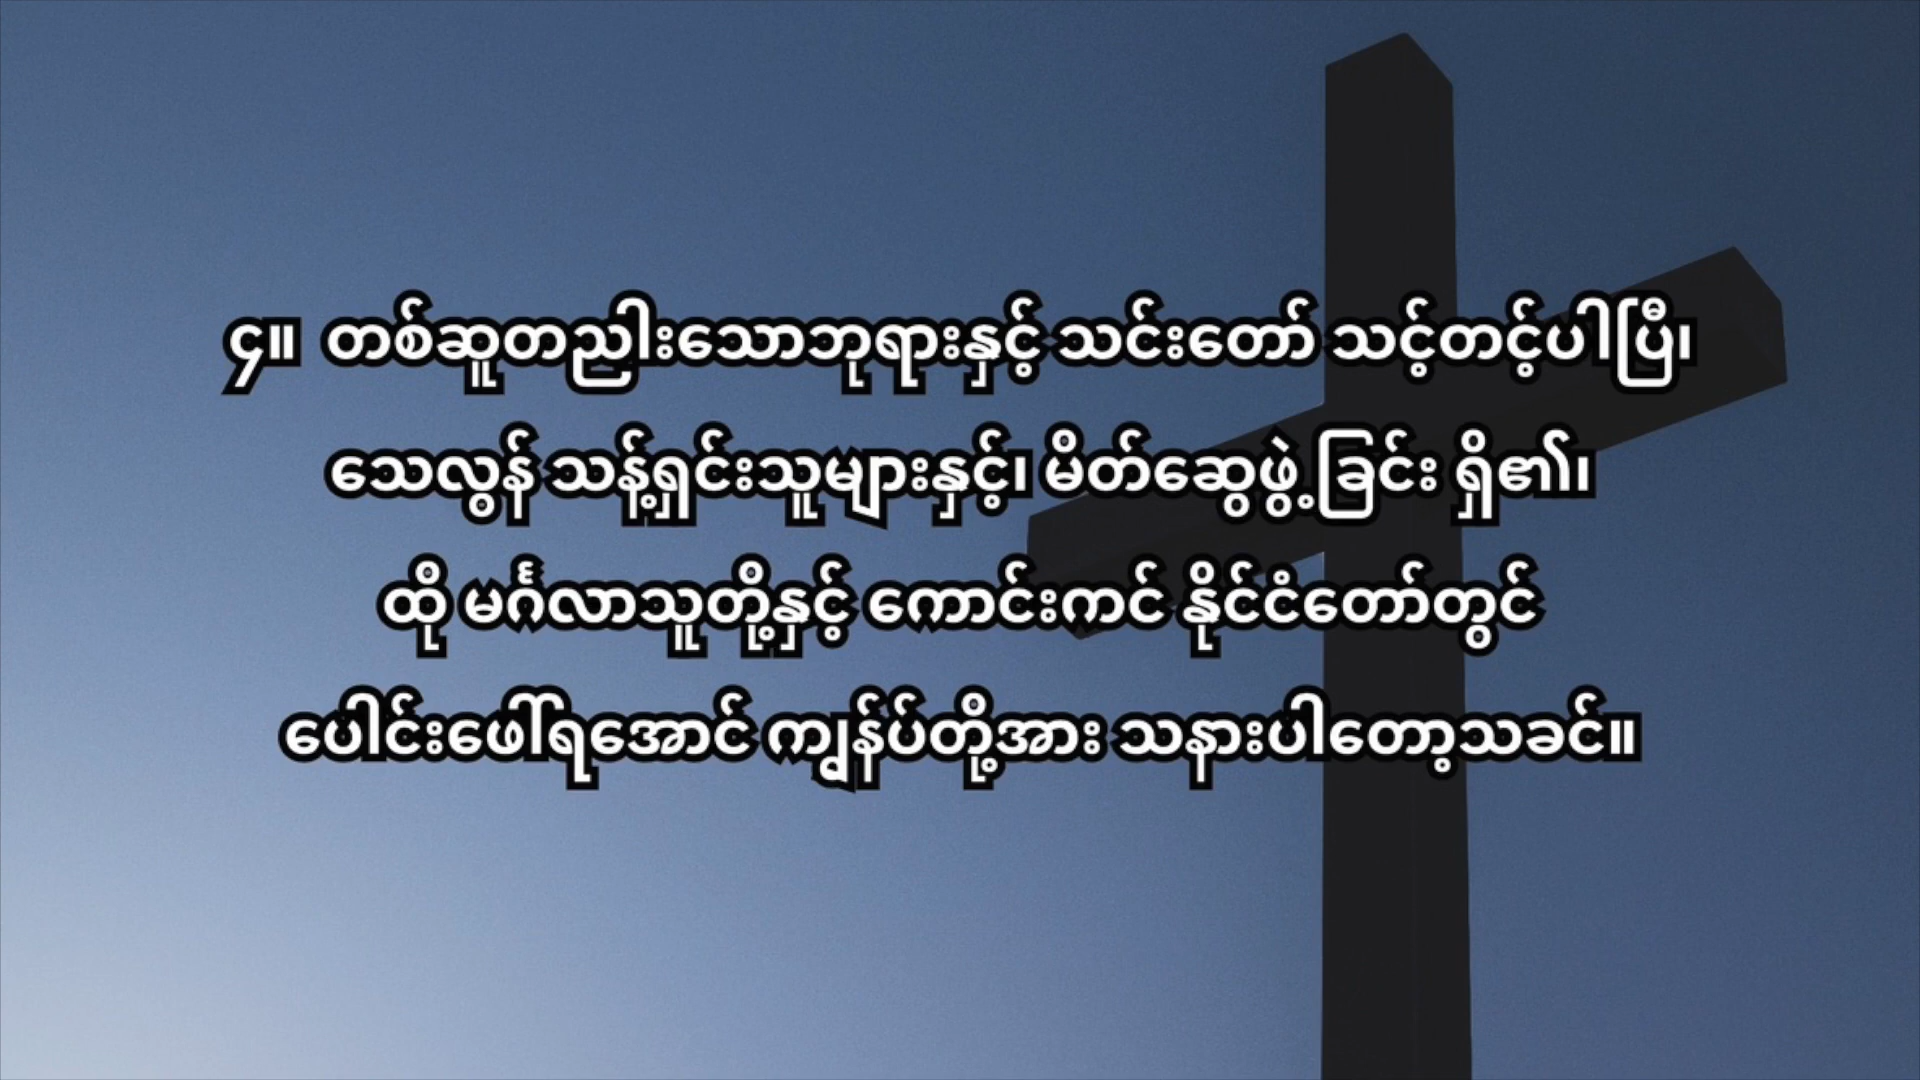 ၄။ တစ်ဆူတည်းသောဘုရားနှင့် သင်းတော် သင့်တင့်ပါပြီ၊
သေလွန် သန့်ရှင်းသူများနှင့်၊ မိတ်ဆွေဖွဲ့ခြင်း ရှိ၏၊
ထို မင်္ဂလာသူတို့နှင့် ကောင်းကင် နိုင်ငံတော်တွင်
ပေါင်းဖော်ရအောင် ကျွန်ုပ်တို့အား သနားပါတော့သခင်။